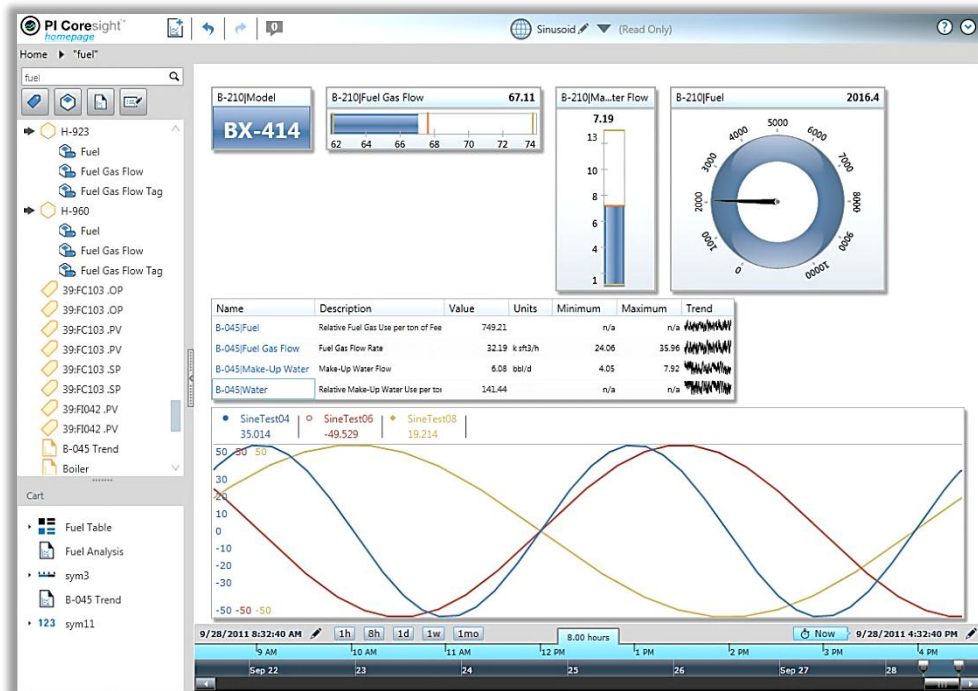 PI Coresight
homepage
0
Sinusoid (Read Only)
?
Home "fuel"
fuel
H-923
Fuel
Fuel Gas Flow
Fuel Gas Flow Tag
H-960
Fuel
Fuel Gas Flow
Fuel Gas Flow Tag
39:FC103 .OP
39:FC103 .OP
39:FC103 .PV
39:FC103 .PV
39:FC103 .SP
39:FC103 .SP
39:FI042 .PV
39:FI042 .PV
B-045 Trend
Boiler
Cart
Fuel Table
Fuel Analysis
sym3
B-045 Trend
123 sym11
B-210|Model
BX-414
B-210|Fuel Gas Flow 67.11
62 64 66 68 70 72 74
B-210|Ma...ter Flow
7.19
13
10
8
6
4
1
B-210|Fuel 2016.4
0 1000 2000 3000 4000 5000 6000 7000 8000 9000 10000
Name Description Value Units Minimum Maximum Trend
B-045|Fuel Relative Fuel Gas Use per ton of Fee 749.21 n/a n/a
B-045|Fuel Gas Flow Fuel Gas Flow Rate 32.19 k sft3/h 24.06 35.96
B-045|Make-Up Water Make-Up Water Flow 6.08 bbl/d 4.05 7.92
B-045|Water Relative Make-Up Water Use per tor 141.44 n/a n/a
SineTest04 SineTest06 SineTest08
35.014 -49.529 19.214
50 50 50
30
20
10
0
-10
-20
-30
-50 -50 -50
9/28/2011 8:32:40 AM 1h 8h 1d 1w 1mo 8.00 hours Now 9/28/2011 4:32:40 PM
9 AM 10 AM 11 AM 12 PM 1 PM 2 PM 3 PM 4 PM
Sep 22 23 24 25 26 Sep 27 28